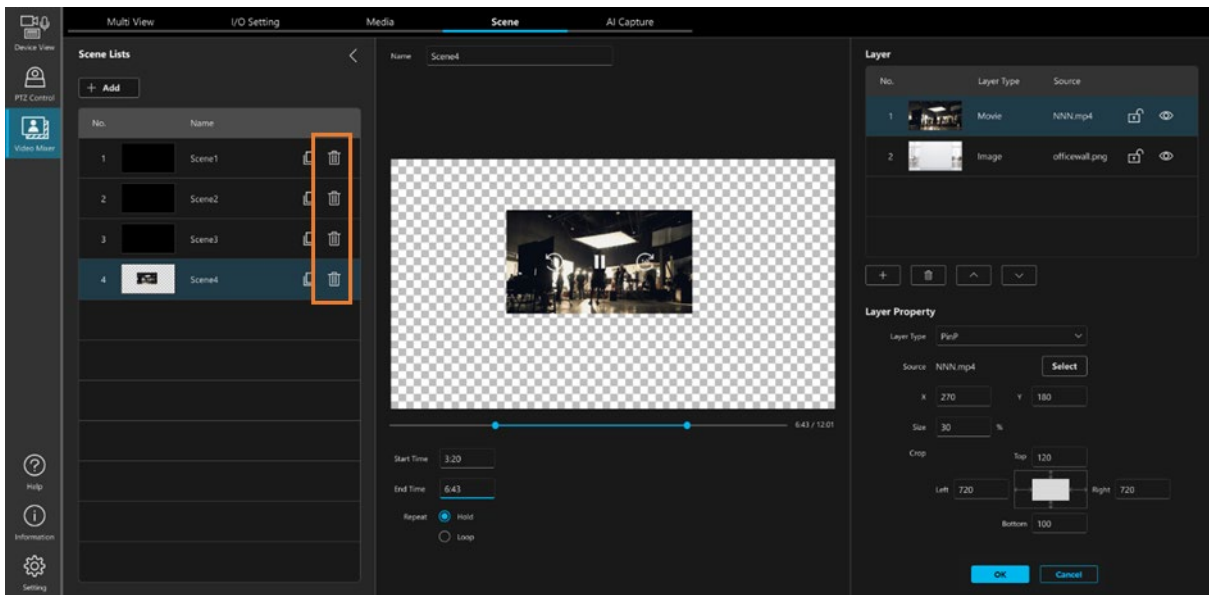 Multi View
I/O Setting
Media
Scene
AI Capture
Device View
PTZ Control
Video Mixer
Help
Information
Setting
Scene Lists
+ Add
No. Name
1 Scene1
2 Scene2
3 Scene3
4 Scene4
Name Scene4
6:43 / 12:01
Start Time 3:20
End Time 6:43
Repeat Hold
Loop
Layer
No. Layer Type Source
1 Movie NNN.mp4
2 Image officewall.png
Layer Property
Layer Type PinP
Source NNN.mp4 Select
X 270 Y 180
Size 30 %
Crop Top 120
Left 720 Right 720
Bottom 100
OK Cancel